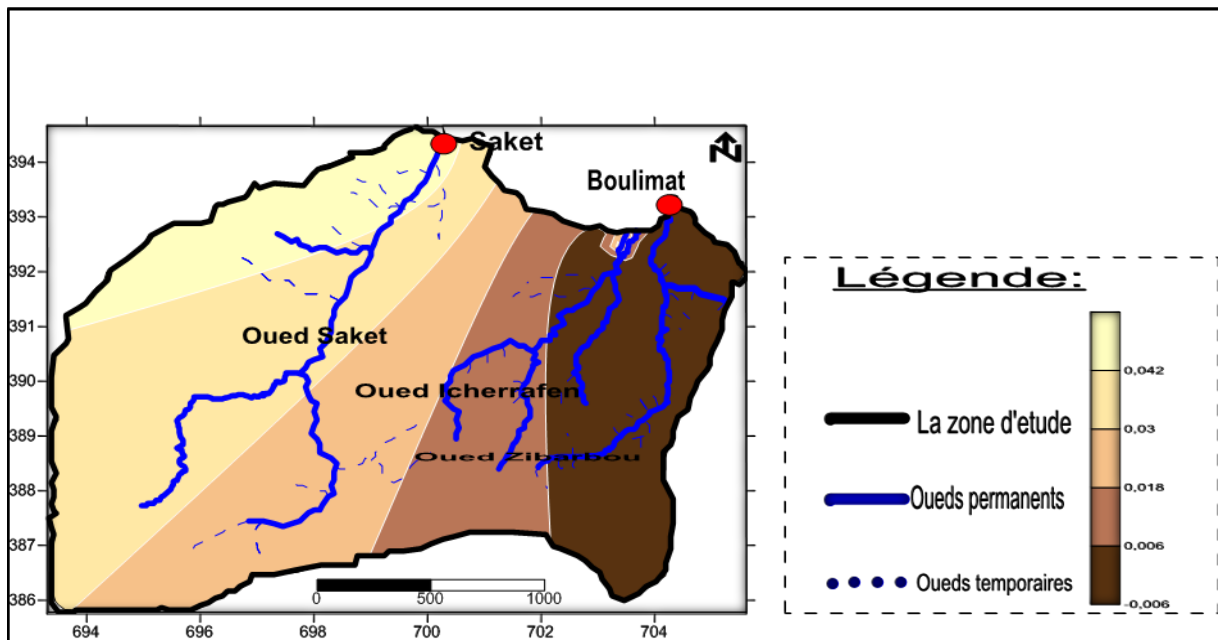 Saket
Boulimat
N
394
393
392
391
390
389
388
387
386
Oued Saket
Oued Icherrafen
Oued Zibarbou
0
500
1000
694
696
698
700
702
704
Légende:
La zone d'etude
Oueds permanents
Oueds temporaires
0,042
0,03
0,018
0,006
-0,006